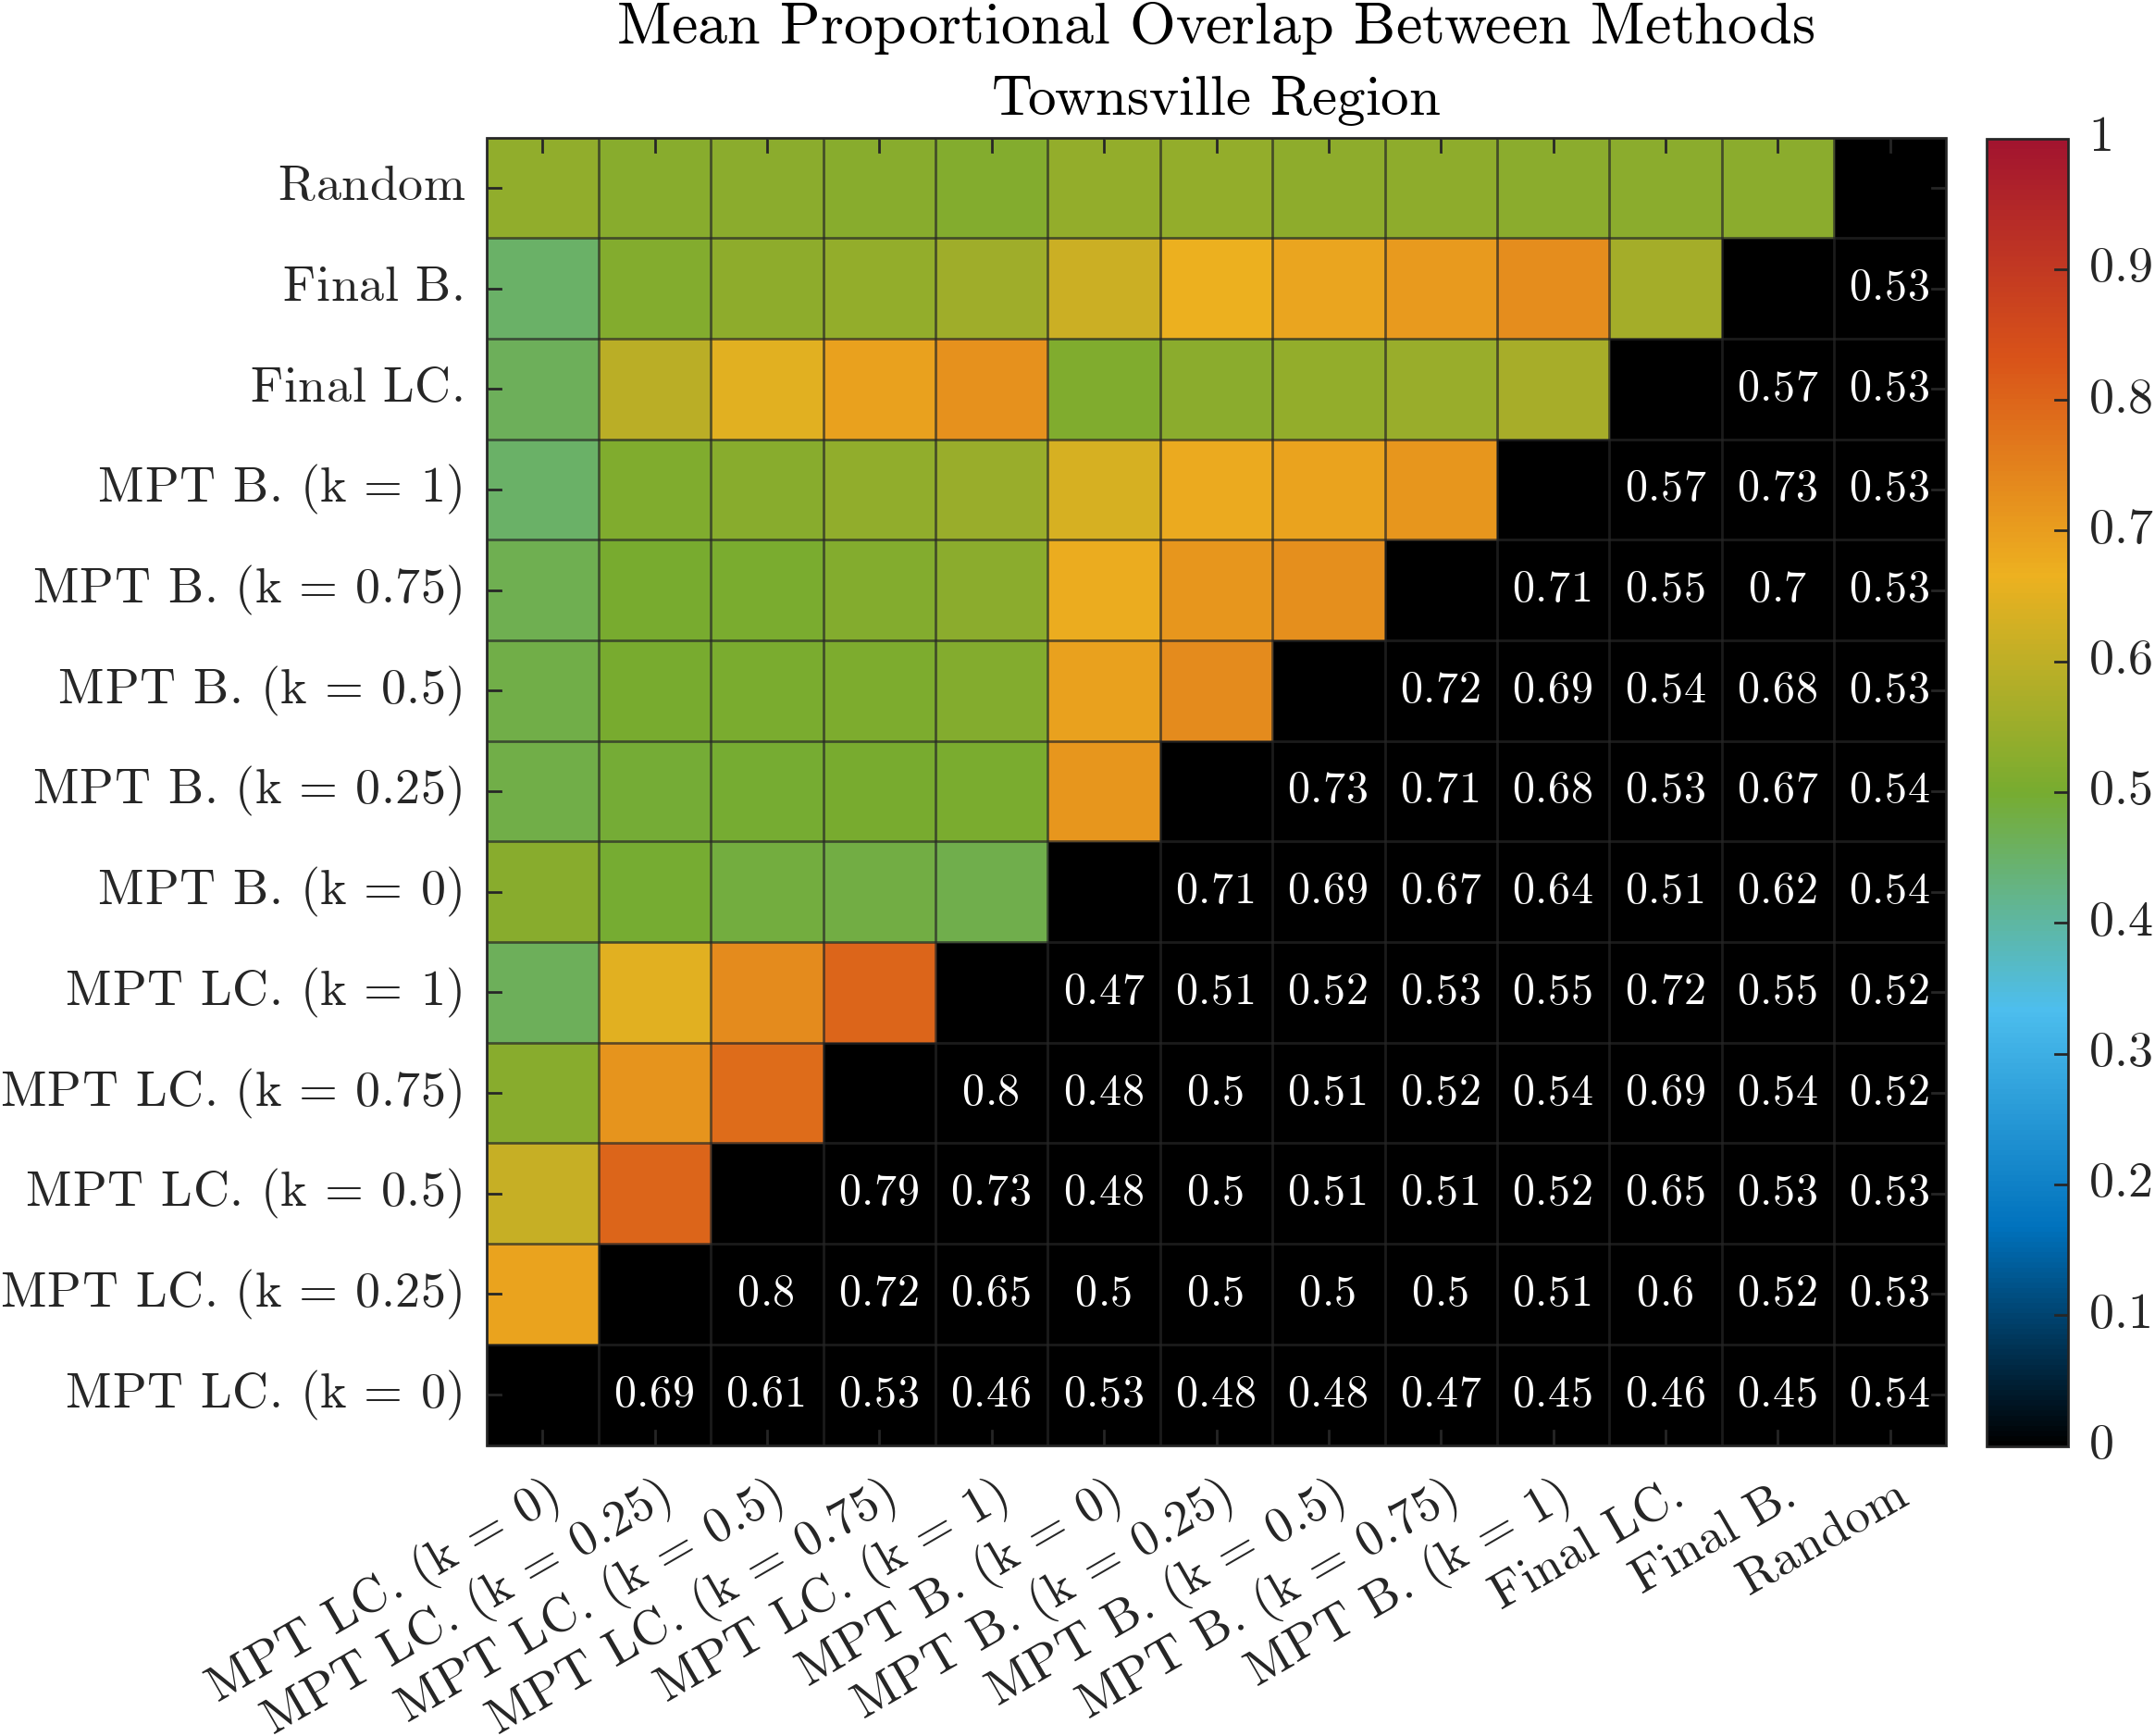 Mean Proportional Overlap Between Methods
Townsville Region
Random
Final B. 0.53
Final LC. 0.57 0.53
MPT B. (k = 1) 0.57 0.73 0.53
MPT B. (k = 0.75) 0.71 0.55 0.7 0.53
MPT B. (k = 0.5) 0.72 0.69 0.54 0.68 0.53
MPT B. (k = 0.25) 0.73 0.71 0.68 0.53 0.67 0.54
MPT B. (k = 0) 0.71 0.69 0.67 0.64 0.51 0.62 0.54
MPT LC. (k = 1) 0.47 0.51 0.52 0.53 0.55 0.72 0.55 0.52
MPT LC. (k = 0.75) 0.8 0.48 0.5 0.51 0.52 0.54 0.69 0.54 0.52
MPT LC. (k = 0.5) 0.79 0.73 0.48 0.5 0.51 0.51 0.52 0.65 0.53 0.53
MPT LC. (k = 0.25) 0.8 0.72 0.65 0.5 0.5 0.5 0.5 0.51 0.6 0.52 0.53
MPT LC. (k = 0) 0.69 0.61 0.53 0.46 0.53 0.48 0.48 0.47 0.45 0.46 0.45 0.54
MPT LC. (k = 0)
MPT LC. (k = 0.25)
MPT LC. (k = 0.5)
MPT LC. (k = 0.75)
MPT LC. (k = 1)
MPT B. (k = 0)
MPT B. (k = 0.25)
MPT B. (k = 0.5)
MPT B. (k = 0.75)
MPT B. (k = 1)
Final LC.
Final B.
Random
1
0.9
0.8
0.7
0.6
0.5
0.4
0.3
0.2
0.1
0